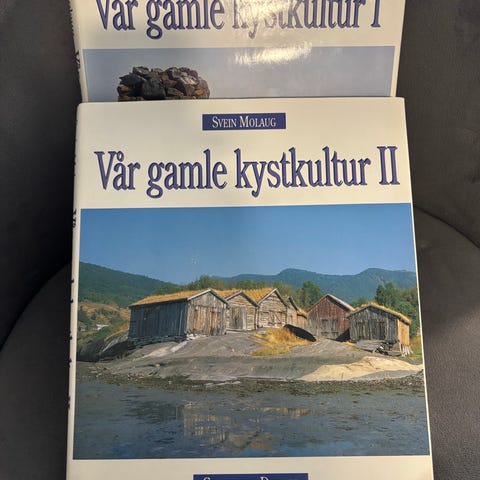 Vår gamle kystkultur I
SVEIN MOLAUG
Vår gamle kystkultur II